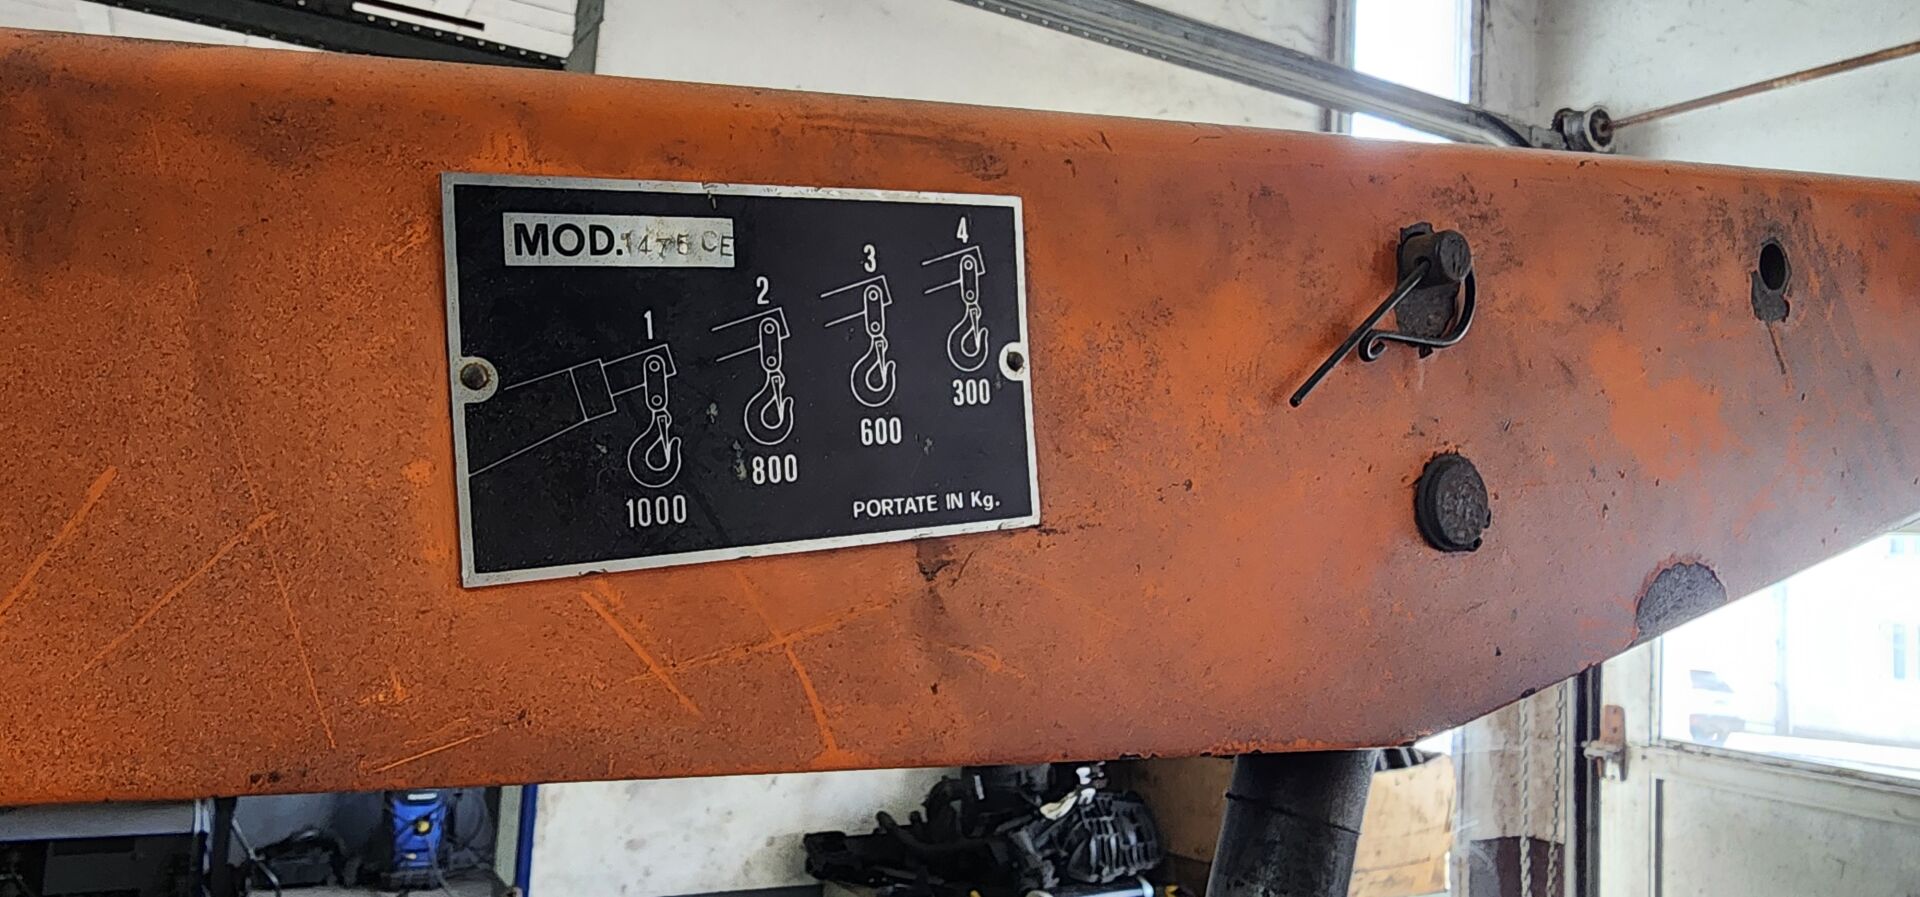 MOD. 1475 CE
1 2 3 4
1000 800 600 300
PORTATE IN Kg.